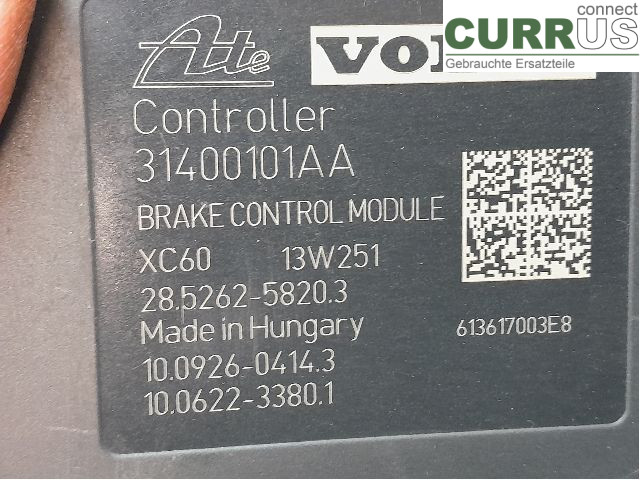 connect
CURRUS
Gebrauchte Ersatzteile
Ate
Controller
31400101AA
BRAKE CONTROL MODULE
XC60 13W251
28.5262-5820.3
Made in Hungary
613617003E8
10.0926-0414.3
10.0622-3380.1